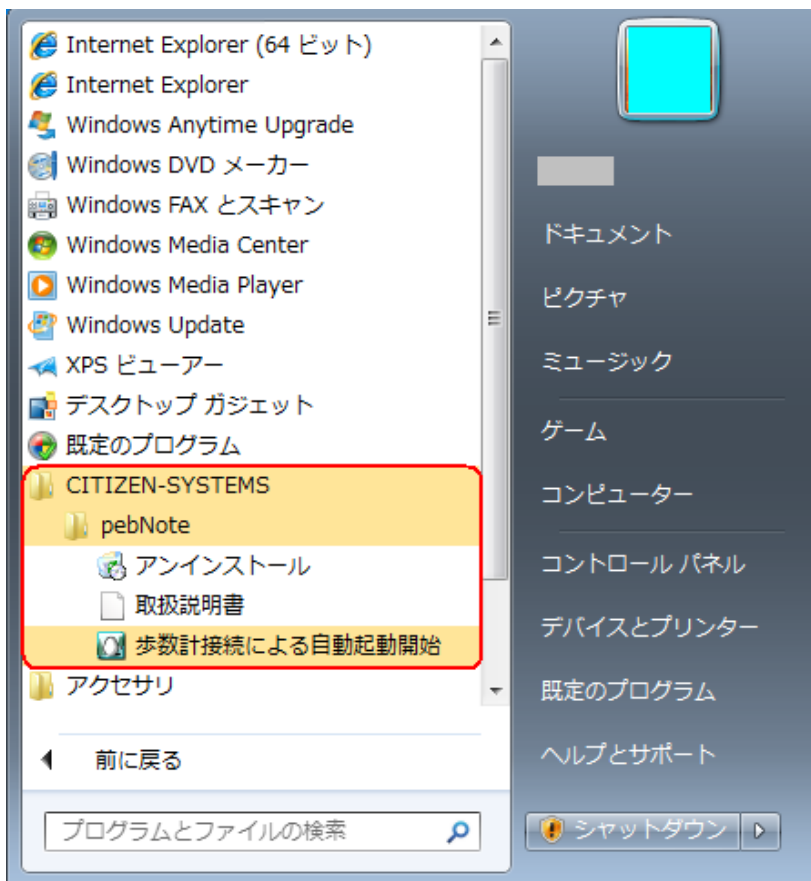 Internet Explorer (64 ビット)
Internet Explorer
Windows Anytime Upgrade
Windows DVD メーカー
Windows FAX とスキャン
Windows Media Center
Windows Media Player
Windows Update
XPS ビューアー
デスクトップ ガジェット
既定のプログラム
CITIZEN-SYSTEMS
pebNote
アンインストール
取扱説明書
歩数計接続による自動起動開始
アクセサリ
前に戻る
プログラムとファイルの検索
ドキュメント
ピクチャ
ミュージック
ゲーム
コンピューター
コントロール パネル
デバイスとプリンター
既定のプログラム
ヘルプとサポート
シャットダウン